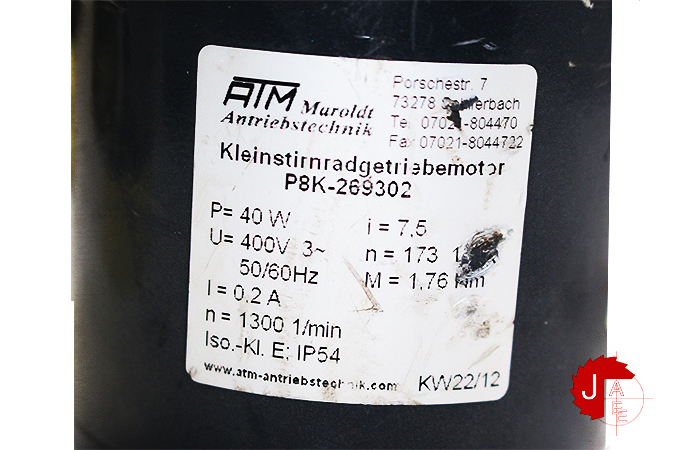 ATM Maroldt
Antriebstechnik
Porschestr. 7
73278
Tel. 07021-804470
Fax 07021-8044722
Kleinstirnradgetriebemotor
P8K-269302
P= 40 W
U= 400V 3~
50/60Hz
I = 0.2 A
n = 1300 1/min
Iso.-Kl. E; IP54
i = 7,5
n = 173
M = 1,76 Nm
www.atm-antriebstechnik.com
KW22/12
J
AEE